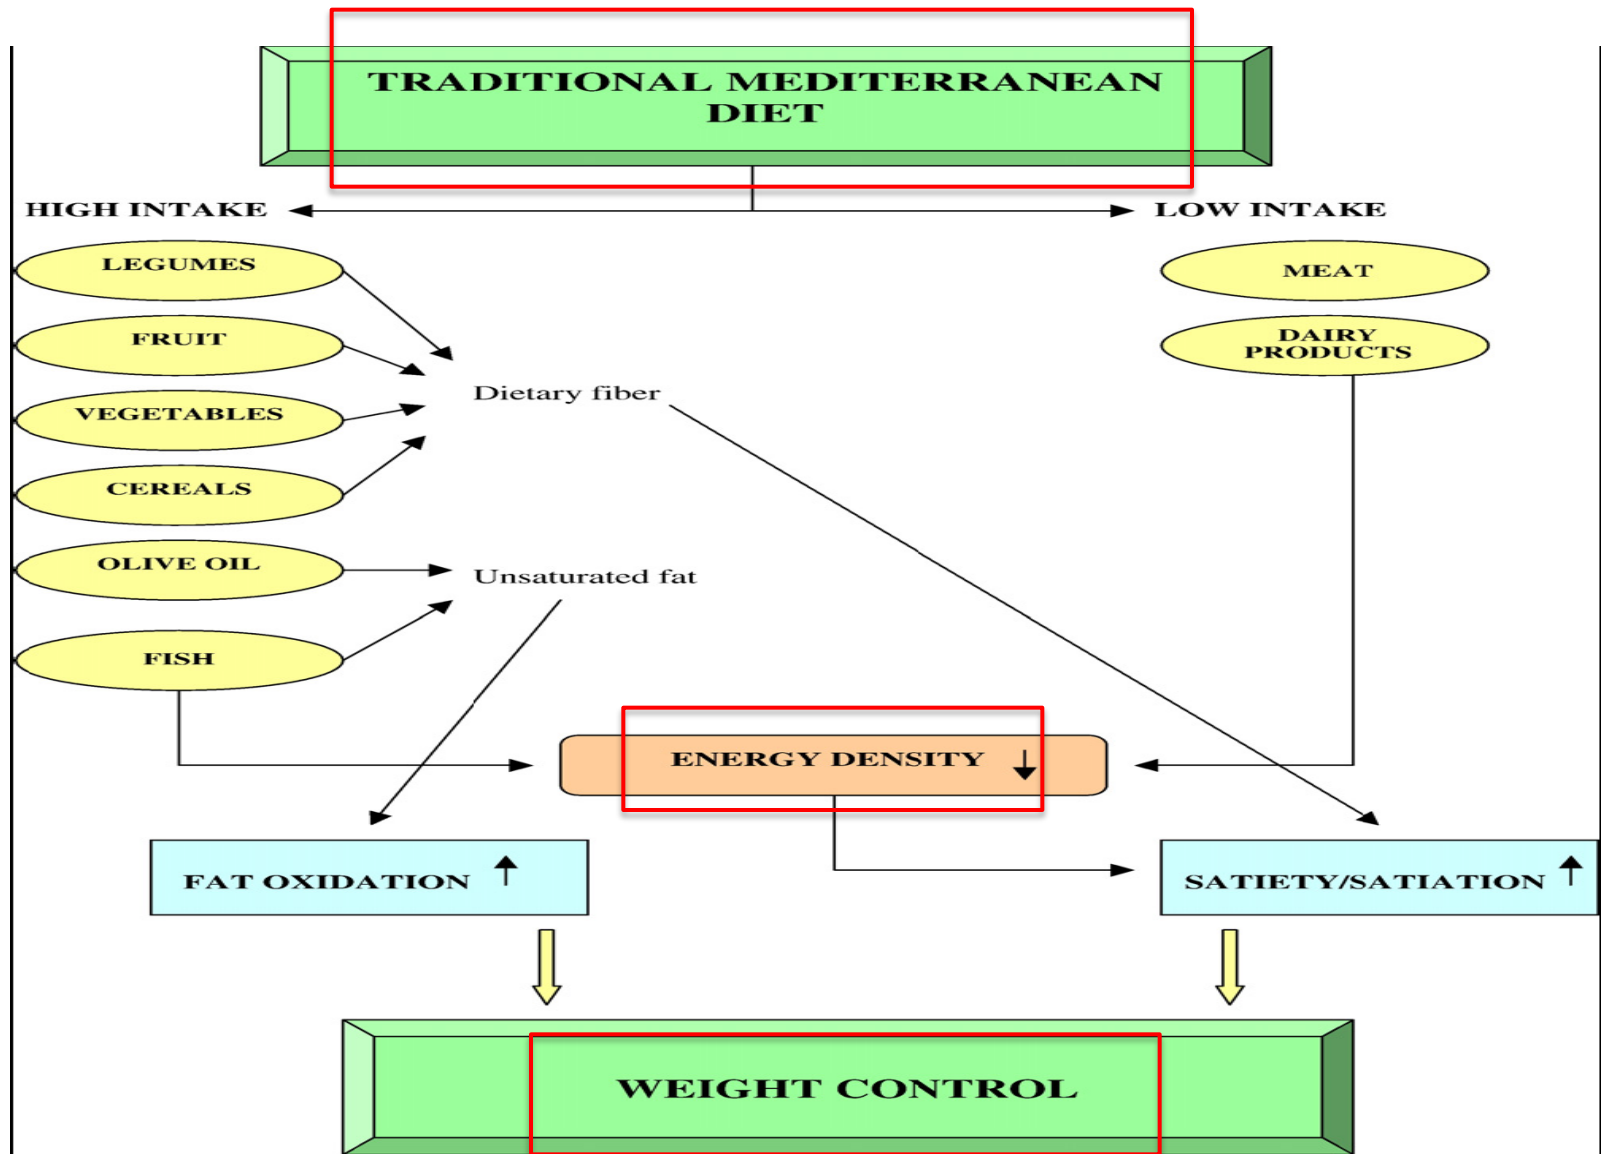 TRADITIONAL MEDITERRANEAN
DIET
HIGH INTAKE
LOW INTAKE
LEGUMES
MEAT
FRUIT
DAIRY
PRODUCTS
Dietary fiber
VEGETABLES
CEREALS
OLIVE OIL
Unsaturated fat
FISH
ENERGY DENSITY
FAT OXIDATION
SATIETY/SATIATION
WEIGHT CONTROL